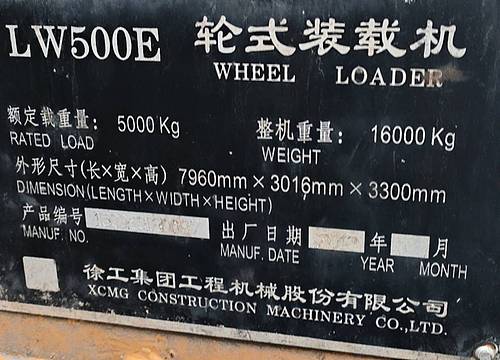 LW500E 轮式装载机
WHEEL LOADER
额定载重量: 5000 Kg 整机重量: 16000 Kg
RATED LOAD WEIGHT
外形尺寸(长×宽×高) 7960mm × 3016mm × 3300mm
DIMENSION(LENGTH×WIDTH×HEIGHT)
产品编号 出厂日期 年 月
MANUF. NO. MANUF. DATE YEAR MONTH
徐工集团工程机械股份有限公司
XCMG CONSTRUCTION MACHINERY CO.,LTD.